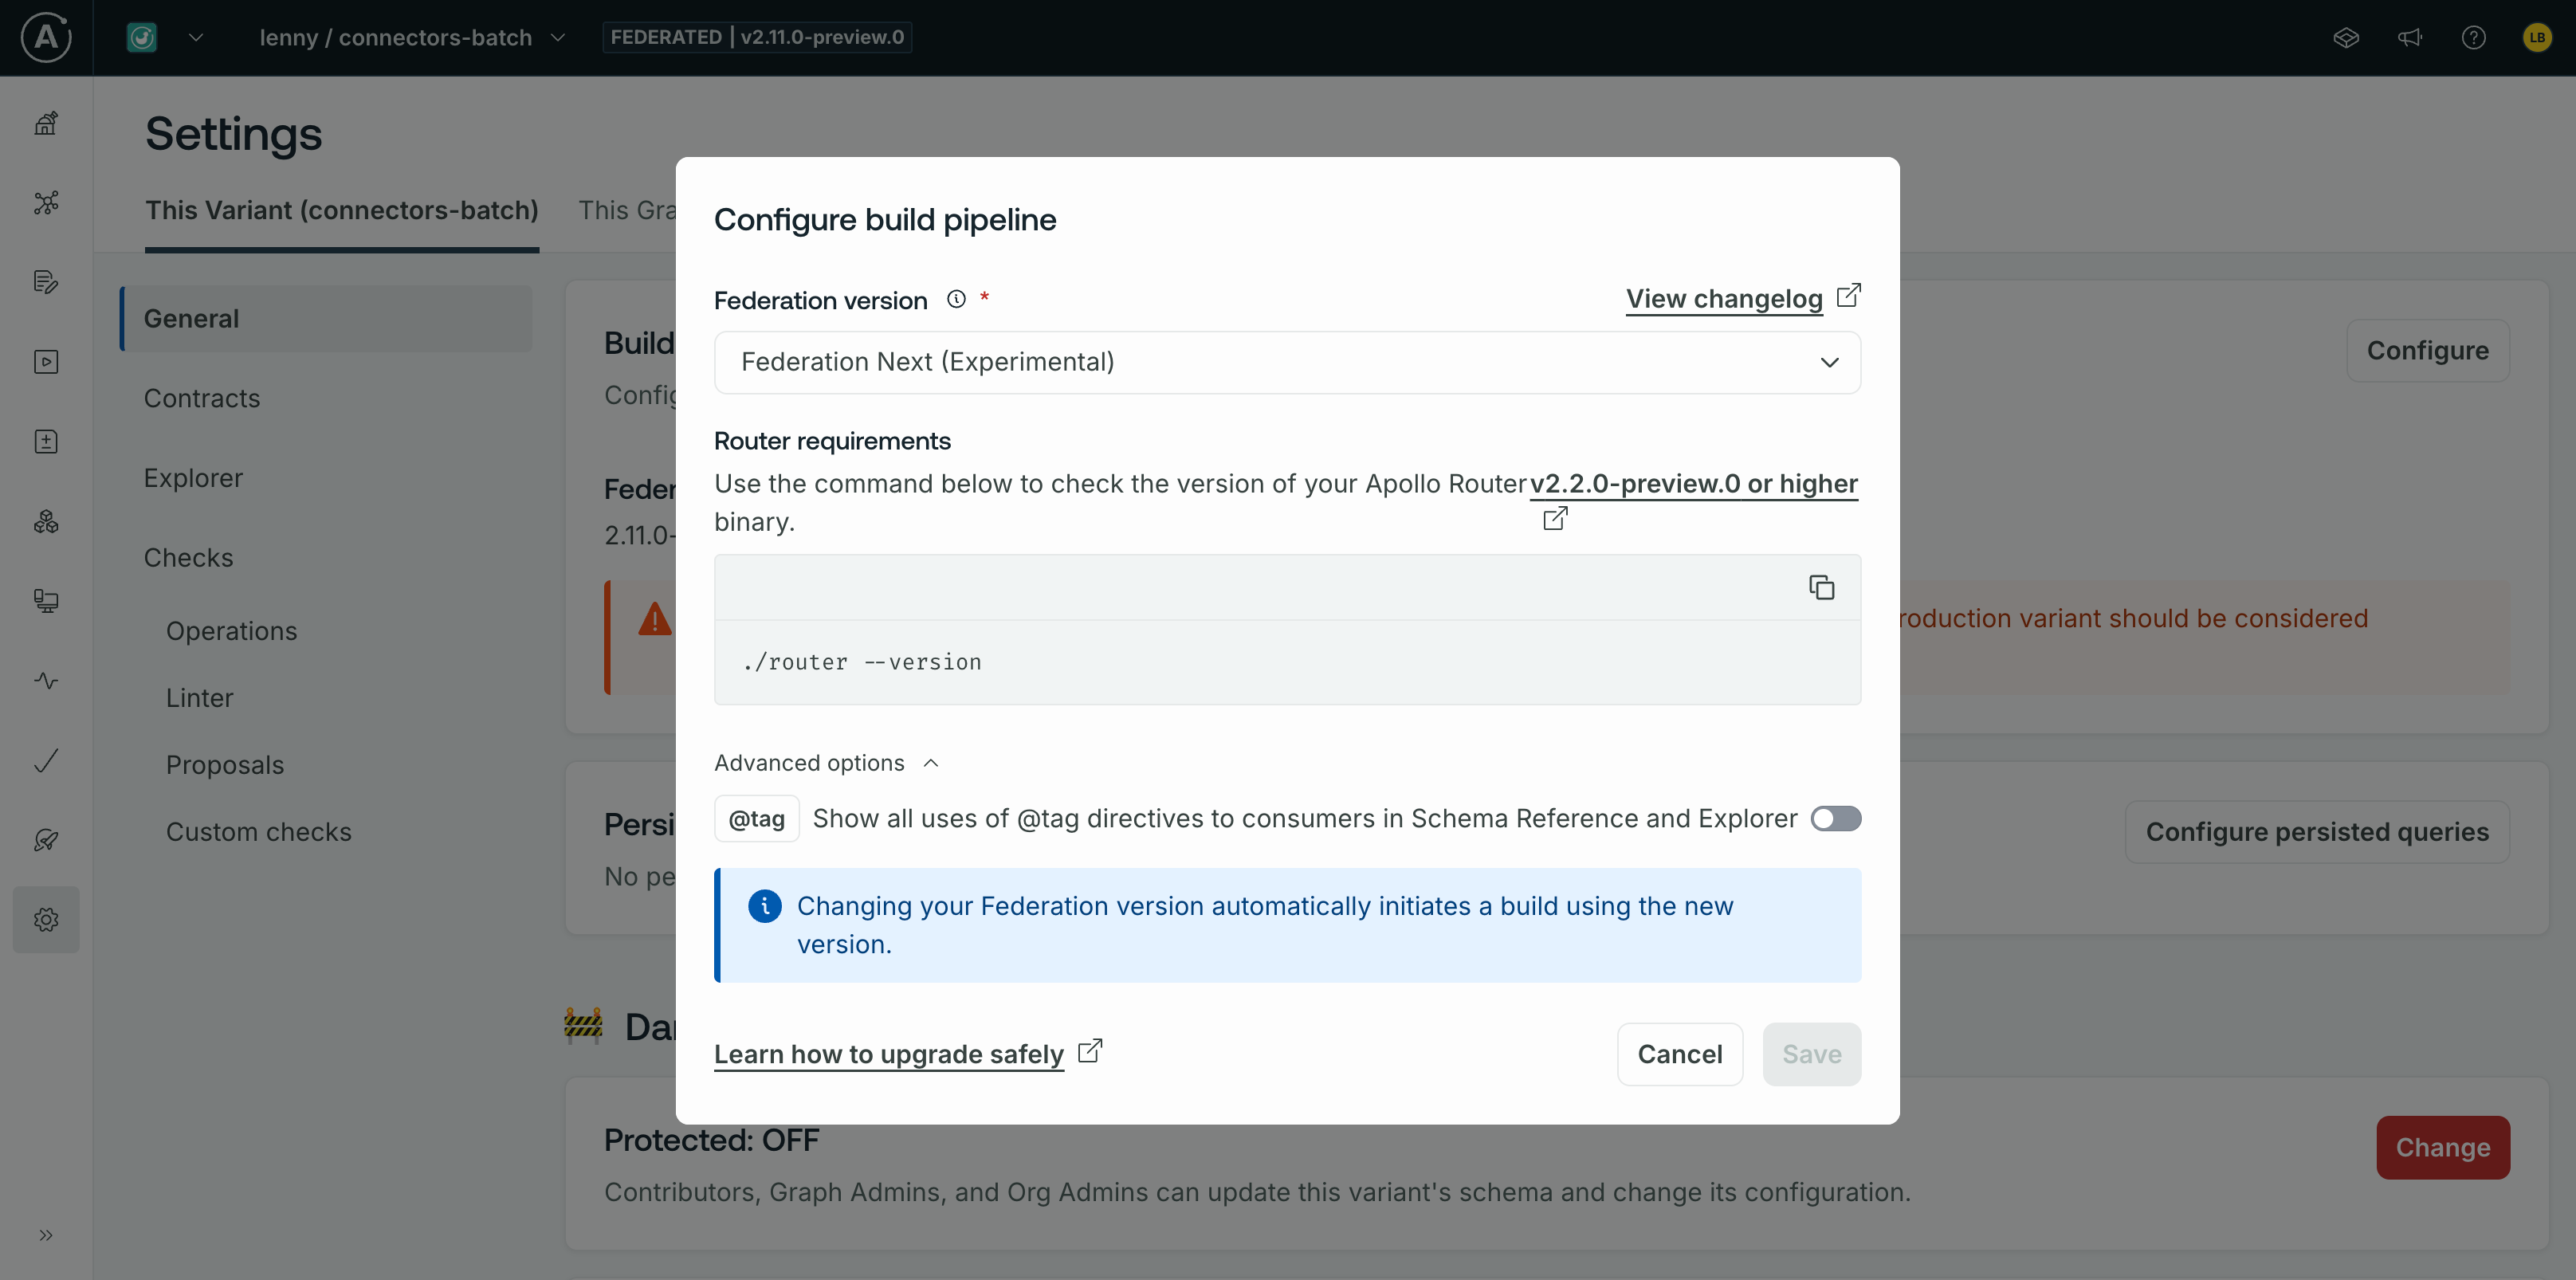 lenny / connectors-batch
FEDERATED | v2.11.0-preview.0
LB
Settings
This Variant (connectors-batch)
This Gra
General
Contracts
Explorer
Checks
Operations
Linter
Proposals
Custom checks
Build
Config
Configure
Feder
2.11.0-
roduction variant should be considered
Persi
No pe
Configure persisted queries
Dan
Protected: OFF
Contributors, Graph Admins, and Org Admins can update this variant's schema and change its configuration.
Change
Configure build pipeline
Federation version *
View changelog
Federation Next (Experimental)
Router requirements
Use the command below to check the version of your Apollo Router v2.2.0-preview.0 or higher
binary.
./router --version
Advanced options
@tag Show all uses of @tag directives to consumers in Schema Reference and Explorer
Changing your Federation version automatically initiates a build using the new
version.
Learn how to upgrade safely
Cancel
Save